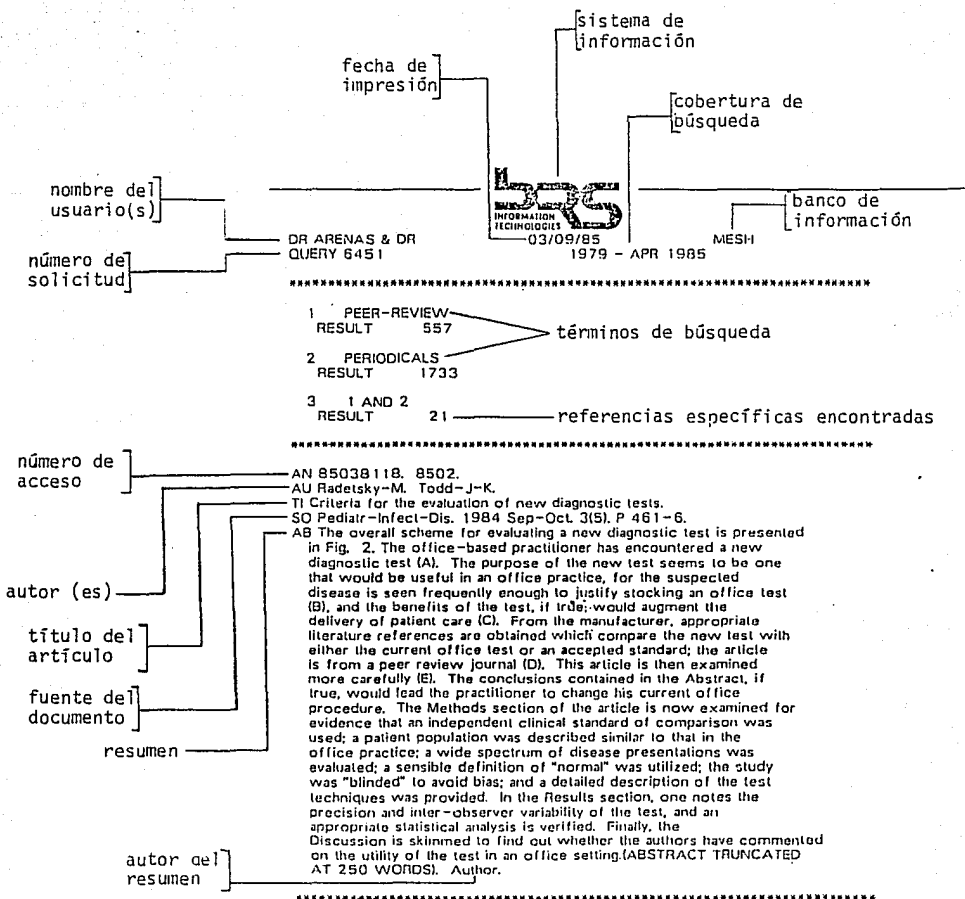 sistema de
información
fecha de
impresión
cobertura de
búsqueda
nombre del
usuario(s)
brs
INFORMATION
TECHNOLOGIES
banco de
información
03/09/85
MESH
DR ARENAS & DR
número de
solicitud
QUERY 6451
1979 - APR 1985
******************************************************************************
1 PEER-REVIEW
RESULT 557
términos de búsqueda
2 PERIODICALS
RESULT 1733
3 1 AND 2
RESULT 21
referencias específicas encontradas
******************************************************************************
número de
acceso
AN 85038118. 8502.
AU Radetsky-M. Todd-J-K.
TI Criteria for the evaluation of new diagnostic tests.
SO Pediatr-Infect-Dis. 1984 Sep-Oct. 3(5). P 461-6.
AB The overall scheme for evaluating a new diagnostic test is presented
in Fig. 2. The office-based practitioner has encountered a new
diagnostic test (A). The purpose of the new test seems to be one
that would be useful in an office practice, for the suspected
disease is seen frequently enough to justify stocking an office test
(B), and the benefits of the test, if true, would augment the
delivery of patient care (C). From the manufacturer, appropriate
literature references are obtained which compare the new test with
either the current office test or an accepted standard; the article
is from a peer review journal (D). This article is then examined
more carefully (E). The conclusions contained in the Abstract, if
true, would lead the practitioner to change his current office
procedure. The Methods section of the article is now examined for
evidence that an independent clinical standard of comparison was
used; a patient population was described similar to that in the
office practice; a wide spectrum of disease presentations was
evaluated; a sensible definition of "normal" was utilized; the study
was "blinded" to avoid bias; and a detailed description of the test
techniques was provided. In the Results section, one notes the
precision and inter-observer variability of the test, and an
appropriate statistical analysis is verified. Finally, the
Discussion is skimmed to find out whether the authors have commented
on the utility of the test in an office setting.(ABSTRACT TRUNCATED
AT 250 WORDS). Author.
autor (es)
título del
artículo
fuente del
documento
resumen
autor del
resumen
******************************************************************************